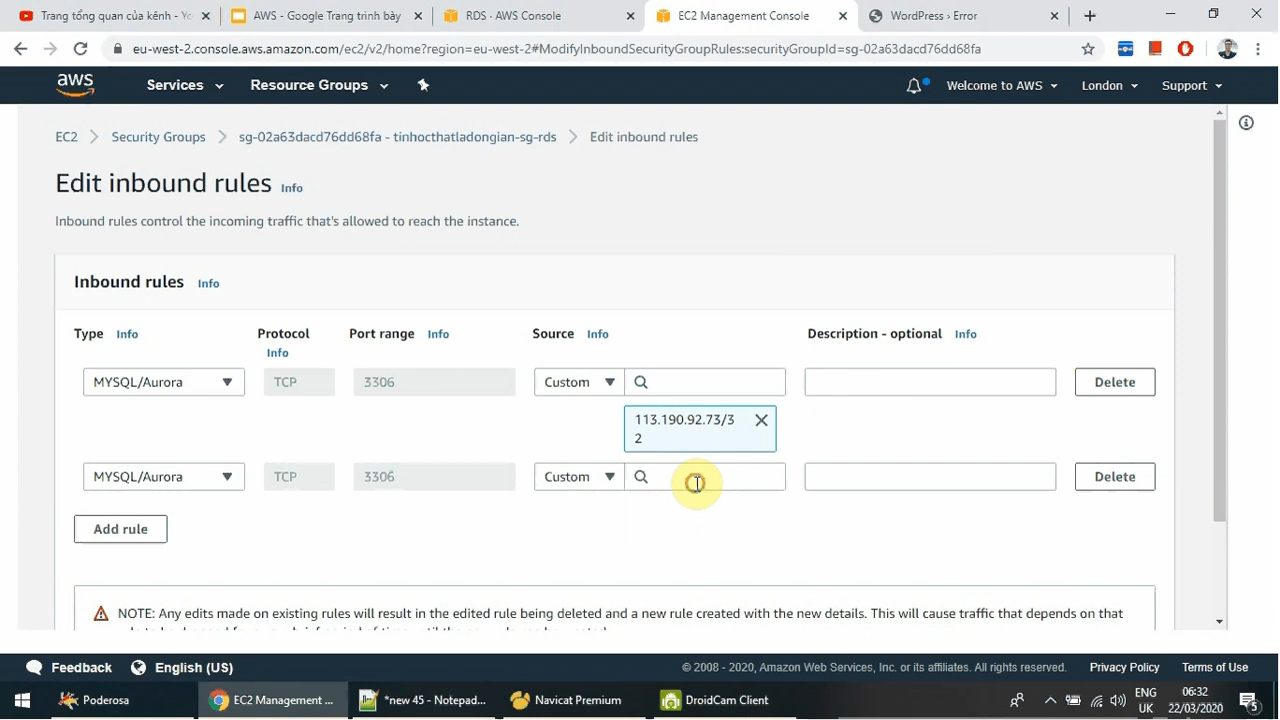 Trang tổng quan của kênh - Yo
AWS - Google Trang trình bày
RDS · AWS Console
EC2 Management Console
WordPress › Error
eu-west-2.console.aws.amazon.com/ec2/v2/home?region=eu-west-2#ModifyInboundSecurityGroupRules:securityGroupId=sg-02a63dacd76dd68fa
aws
Services
Resource Groups
Welcome to AWS
London
Support
EC2
Security Groups
sg-02a63dacd76dd68fa - tinhocthatladongian-sg-rds
Edit inbound rules
Edit inbound rules Info
Inbound rules control the incoming traffic that's allowed to reach the instance.
Inbound rules Info
Type Info
Protocol Info
Port range Info
Source Info
Description - optional Info
MYSQL/Aurora
TCP
3306
Custom
Delete
113.190.92.73/3
2
MYSQL/Aurora
TCP
3306
Custom
Delete
Add rule
NOTE: Any edits made on existing rules will result in the edited rule being deleted and a new rule created with the new details. This will cause traffic that depends on that
Feedback
English (US)
© 2008 - 2020, Amazon Web Services, Inc. or its affiliates. All rights reserved.
Privacy Policy
Terms of Use
Poderosa
EC2 Management ...
*new 45 - Notepad...
Navicat Premium
DroidCam Client
ENG
UK
06:32
22/03/2020
5